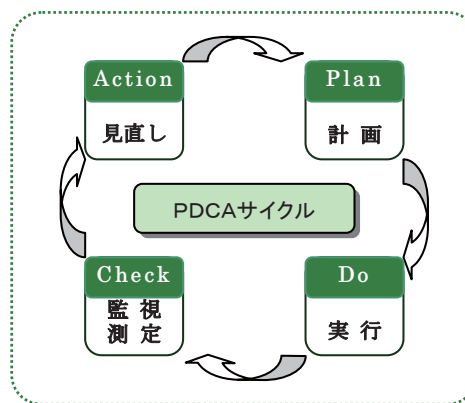 Action
見直し
Plan
計 画
PDCAサイクル
Check
監 視
測 定
Do
実 行